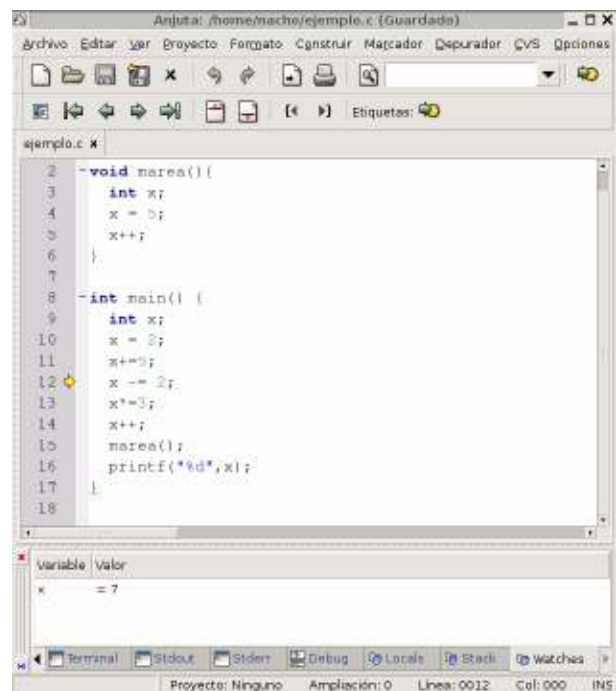 Anjuta: /home/nacho/ejemplo.c (Guardado)
Archivo Editar Ver Proyecto Formato Construir Marcador Depurador CVS Opciones
Etiquetas:
ejemplo.c
2 void marea(){
3 int x;
4 x = 5;
5 x++;
6 }
7
8 int main() {
9 int x;
10 x = 2;
11 x+=5;
12 x -= 2;
13 x*=3;
14 x++;
15 marea();
16 printf("%d",x);
17 }
18
Variable Valor
x = 7
Terminal Stdout Stderr Debug Locals Stack Watches
Proyecto: Ninguno Ampliación: 0 Línea: 0012 Col: 000 INS